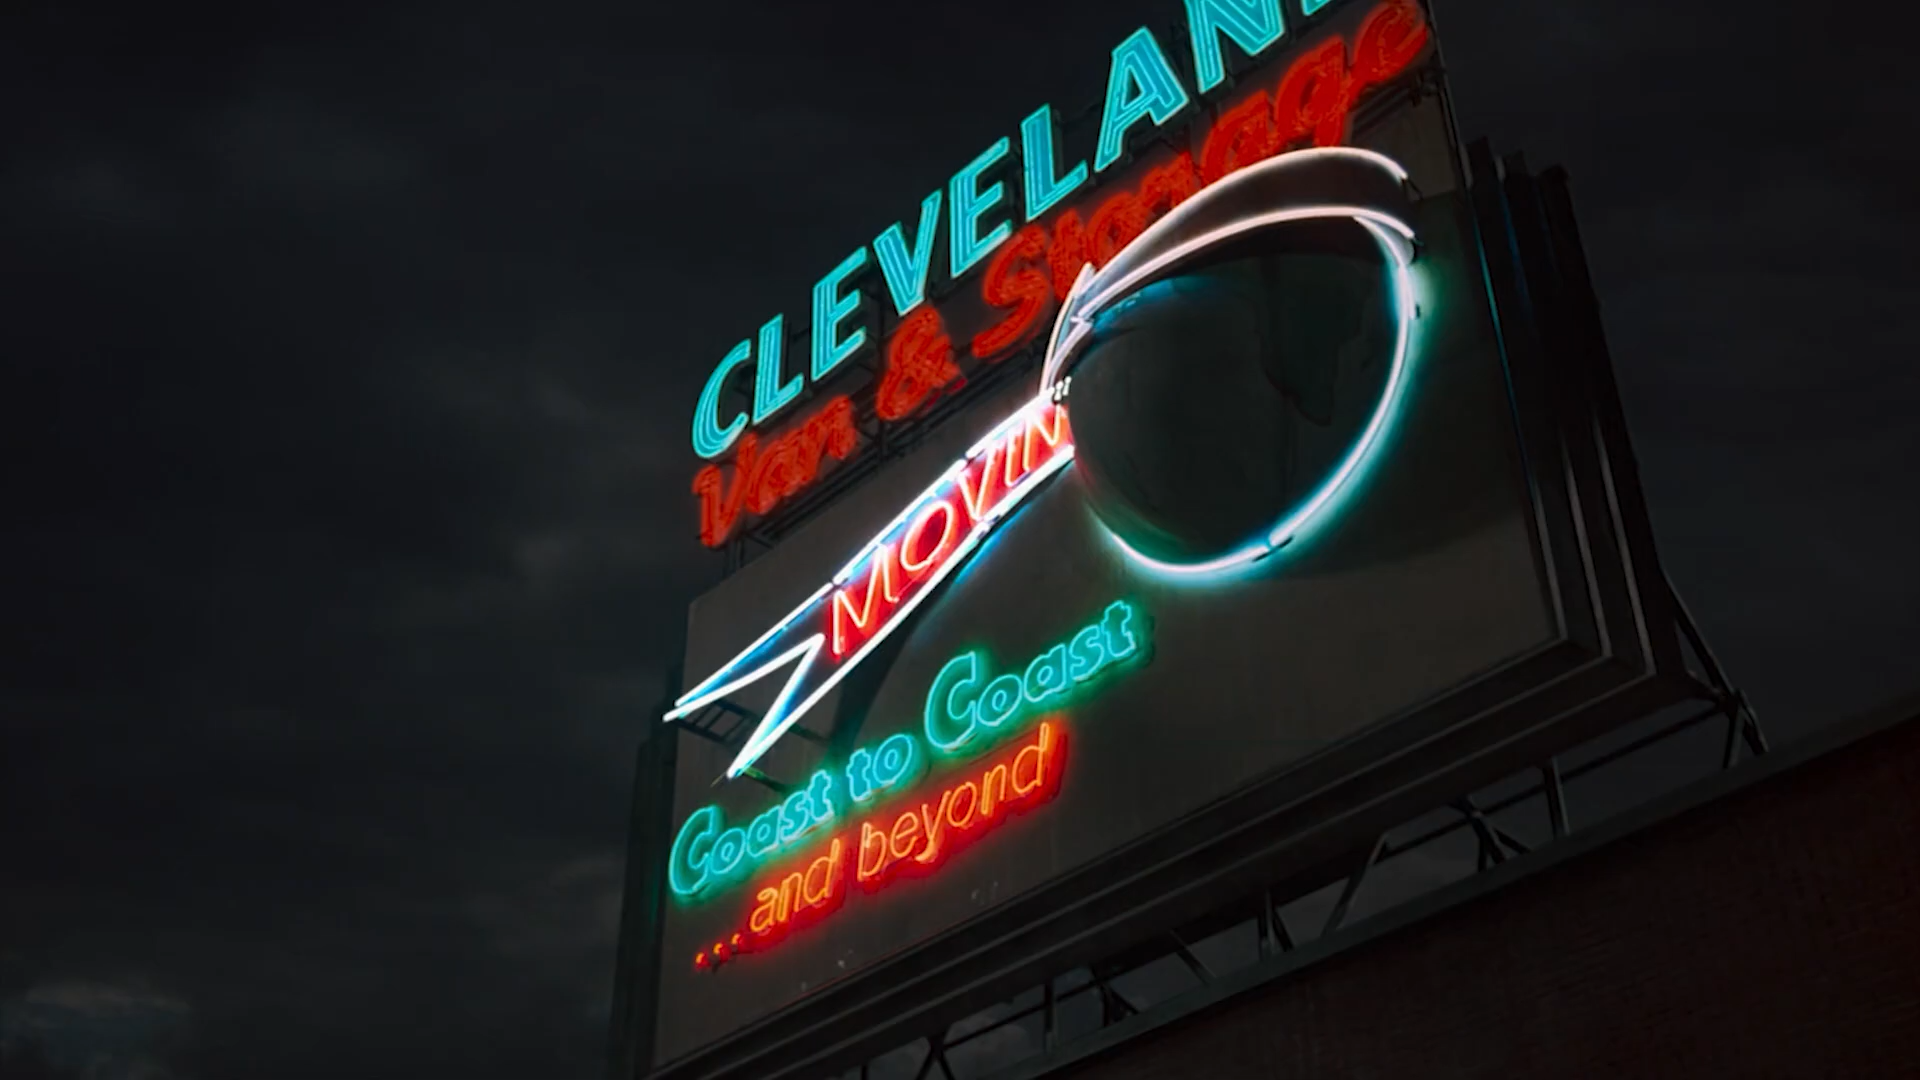 CLEVELAN
Van & Storage
MOVIN
Coast to Coast
...and beyond